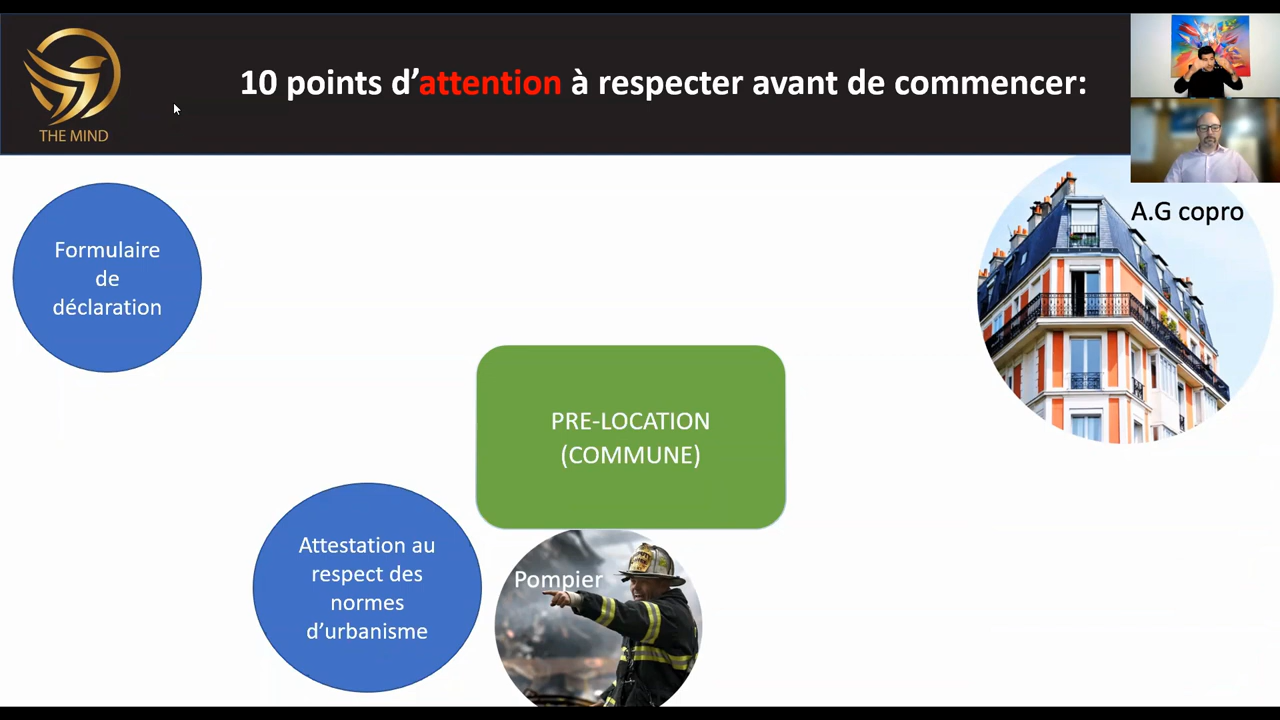 10 points d’attention à respecter avant de commencer:
THE MIND
A.G copro
Formulaire
de
déclaration
PRE-LOCATION
(COMMUNE)
Attestation au
respect des
normes
d’urbanisme
Pompier